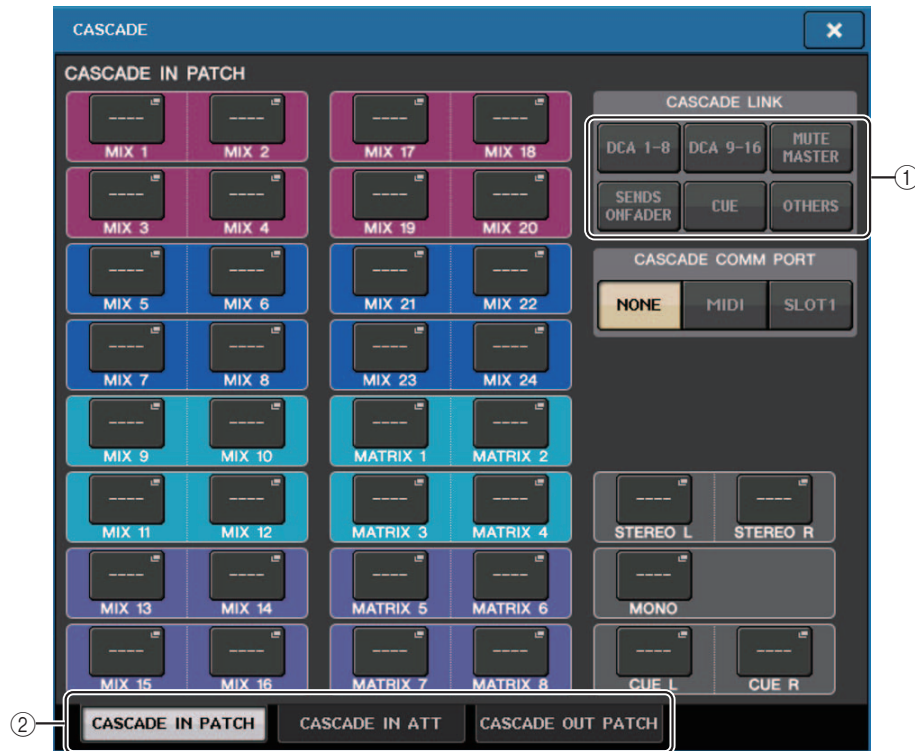 CASCADE
CASCADE IN PATCH
---- ---- ---- ----
MIX 1 MIX 2 MIX 17 MIX 18
---- ---- ---- ----
MIX 3 MIX 4 MIX 19 MIX 20
---- ---- ---- ----
MIX 5 MIX 6 MIX 21 MIX 22
---- ---- ---- ----
MIX 7 MIX 8 MIX 23 MIX 24
---- ---- ---- ----
MIX 9 MIX 10 MATRIX 1 MATRIX 2
---- ---- ---- ----
MIX 11 MIX 12 MATRIX 3 MATRIX 4
---- ---- ---- ----
MIX 13 MIX 14 MATRIX 5 MATRIX 6
---- ---- ---- ----
MIX 15 MIX 16 MATRIX 7 MATRIX 8
CASCADE LINK
DCA 1-8 DCA 9-16 MUTE
MASTER
SENDS
ONFADER CUE OTHERS
①
CASCADE COMM PORT
NONE MIDI SLOT1
---- ----
STEREO L STEREO R
----
MONO
---- ----
CUE L CUE R
②
CASCADE IN PATCH CASCADE IN ATT CASCADE OUT PATCH